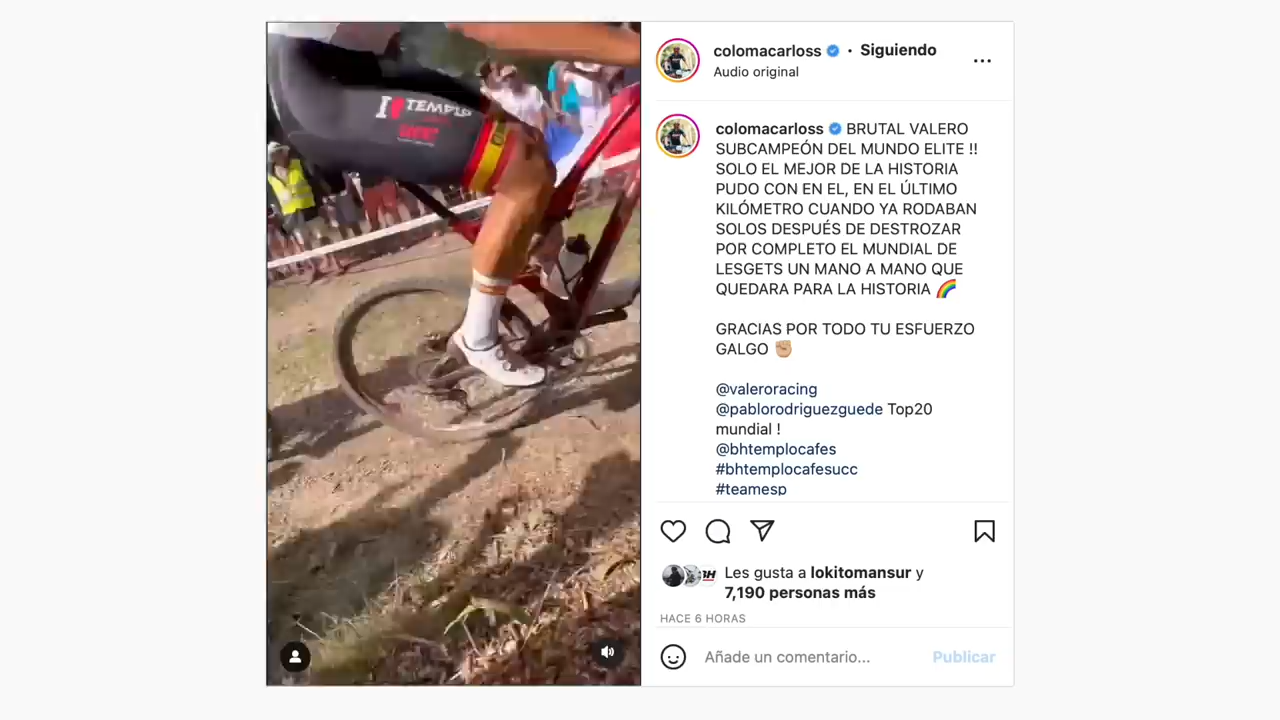 TEMPLO
UCC
colomacarloss · Siguiendo
Audio original
colomacarloss BRUTAL VALERO
SUBCAMPEÓN DEL MUNDO ELITE !!
SOLO EL MEJOR DE LA HISTORIA
PUDO CON EN EL, EN EL ÚLTIMO
KILÓMETRO CUANDO YA RODABAN
SOLOS DESPUÉS DE DESTROZAR
POR COMPLETO EL MUNDIAL DE
LESGETS UN MANO A MANO QUE
QUEDARA PARA LA HISTORIA 🌈
GRACIAS POR TODO TU ESFUERZO
GALGO ✊🏼
@valeroracing
@pablorodriguezguede Top20
mundial !
@bhtemplocafes
#bhtemplocafesucc
#teamesp
BH
Les gusta a lokitomansur y
7,190 personas más
HACE 6 HORAS
Añade un comentario... Publicar